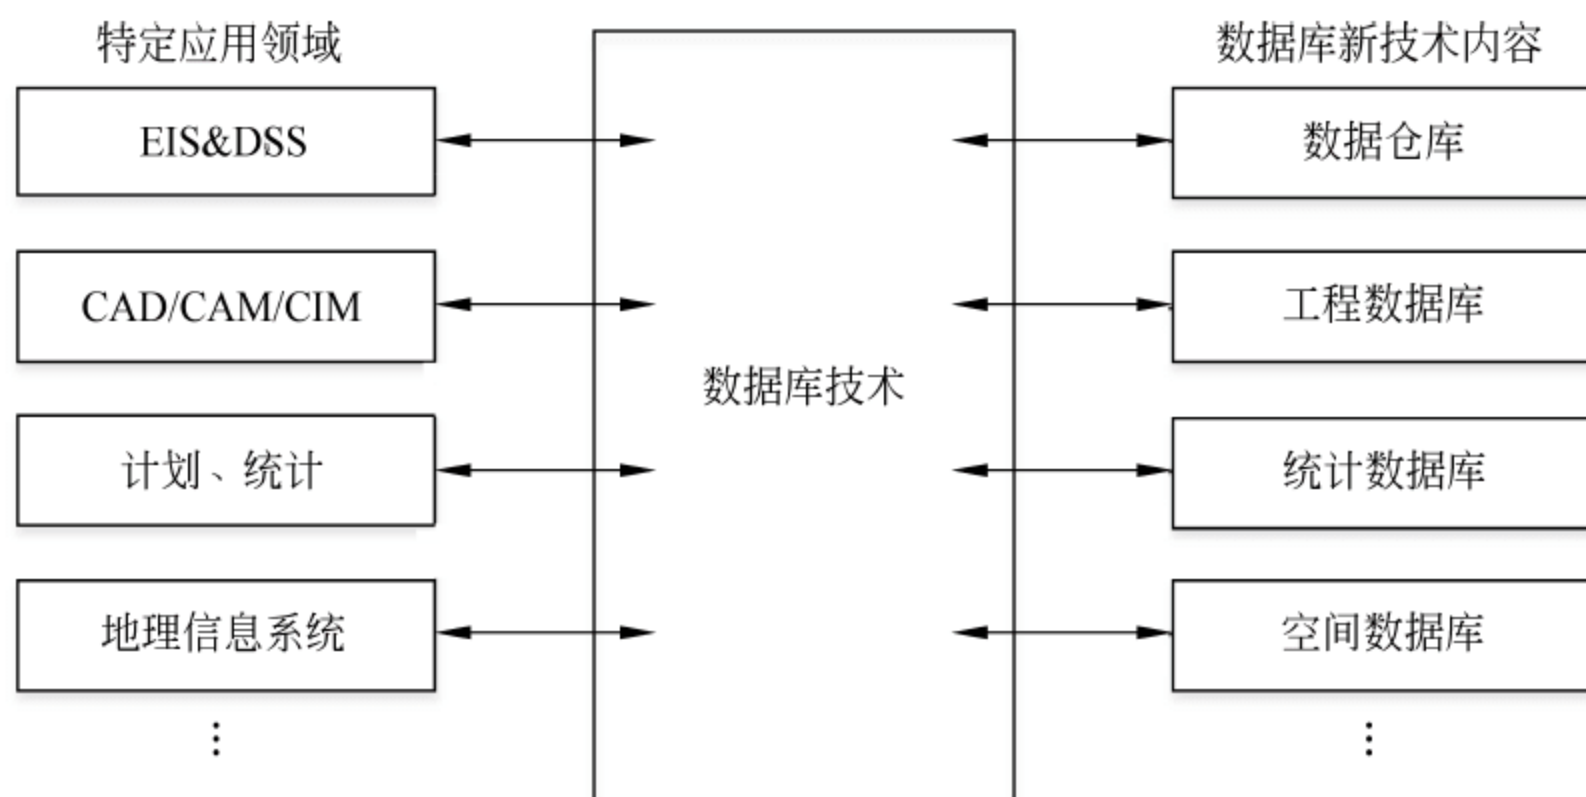 特定应用领域
数据库新技术内容
EIS&DSS
数据仓库
CAD/CAM/CIM
工程数据库
数据库技术
计划、统计
统计数据库
地理信息系统
空间数据库
⋮
⋮